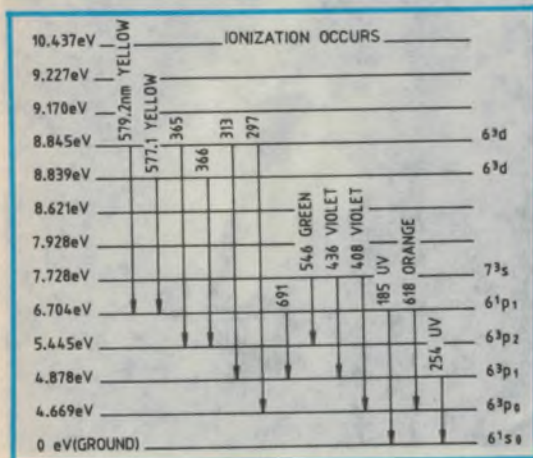 10.437eV
IONIZATION OCCURS
9.227eV
9.170eV
8.845eV
6³d
8.839eV
6³d
8.621eV
7.928eV
7.728eV
7³s
6.704eV
6¹p₁
5.445eV
6³p₂
4.878eV
6³p₁
4.669eV
6³p₀
0 eV(GROUND)
6¹s₀
579.2nm YELLOW
577.1 YELLOW
365
366
313
297
546 GREEN
436 VIOLET
408 VIOLET
691
185 UV
618 ORANGE
254 UV